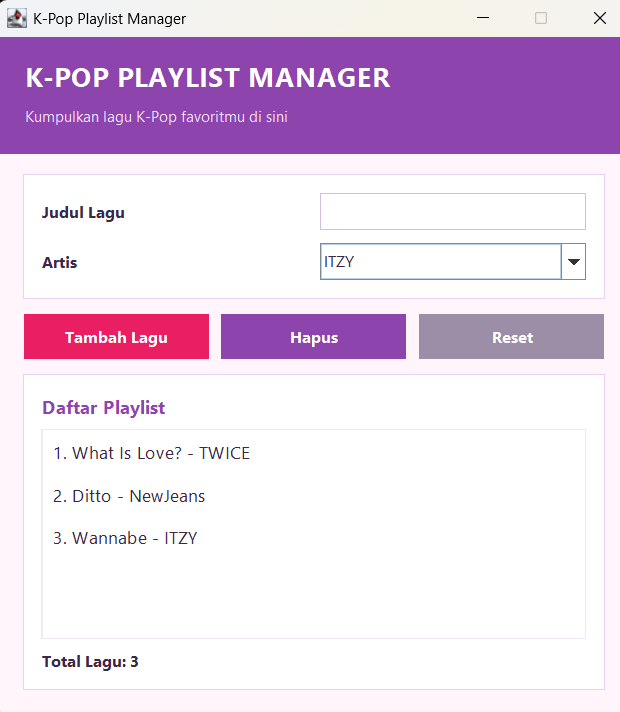 K-Pop Playlist Manager
K-POP PLAYLIST MANAGER
Kumpulkan lagu K-Pop favoritmu di sini
Judul Lagu
Artis
ITZY
Tambah Lagu
Hapus
Reset
Daftar Playlist
1. What Is Love? - TWICE
2. Ditto - NewJeans
3. Wannabe - ITZY
Total Lagu: 3